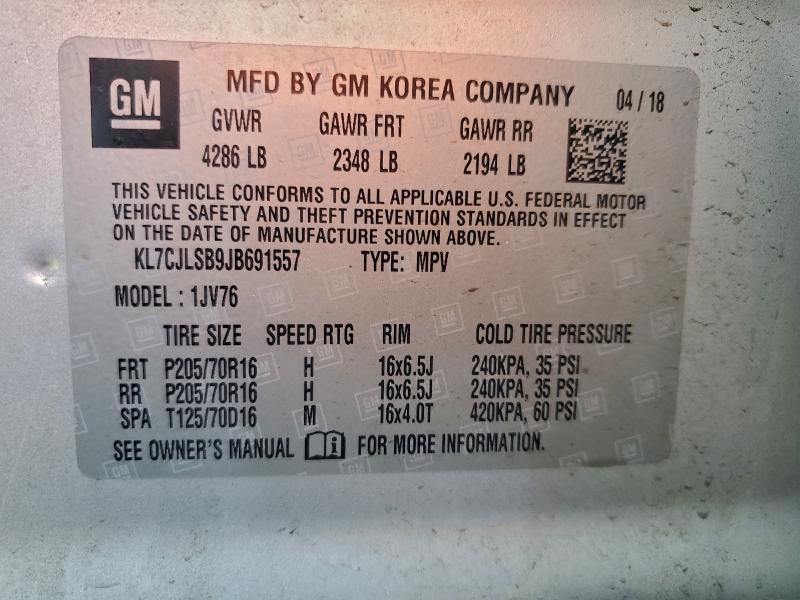 GM
MFD BY GM KOREA COMPANY 04 / 18
GVWR GAWR FRT GAWR RR
4286 LB 2348 LB 2194 LB
THIS VEHICLE CONFORMS TO ALL APPLICABLE U.S. FEDERAL MOTOR
VEHICLE SAFETY AND THEFT PREVENTION STANDARDS IN EFFECT
ON THE DATE OF MANUFACTURE SHOWN ABOVE.
KL7CJLSB9JB691557 TYPE: MPV
MODEL : 1JV76
TIRE SIZE SPEED RTG RIM COLD TIRE PRESSURE
FRT P205/70R16 H 16x6.5J 240KPA, 35 PSI
RR P205/70R16 H 16x6.5J 240KPA, 35 PSI
SPA T125/70D16 M 16x4.0T 420KPA, 60 PSI
SEE OWNER'S MANUAL FOR MORE INFORMATION.